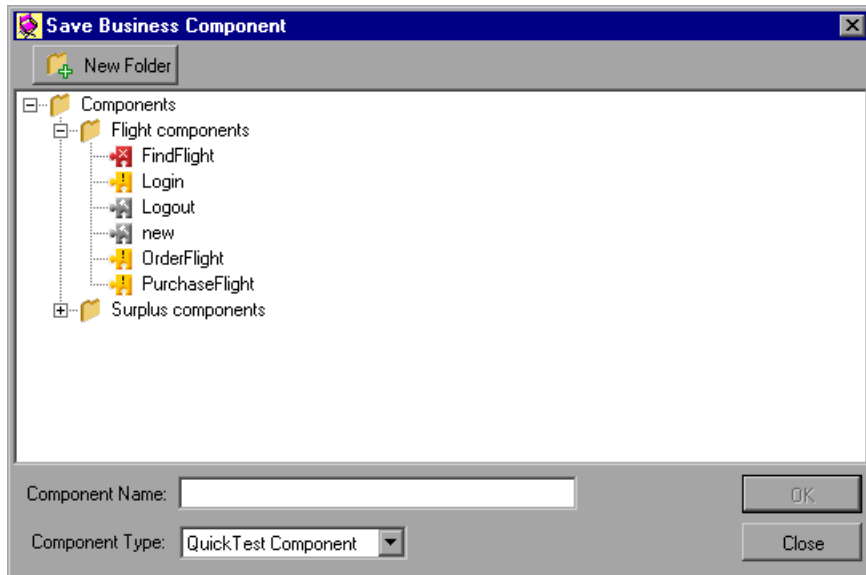 Save Business Component
New Folder
Components
Flight components
FindFlight
Login
Logout
new
OrderFlight
PurchaseFlight
Surplus components
Component Name:
OK
Component Type: QuickTest Component
Close